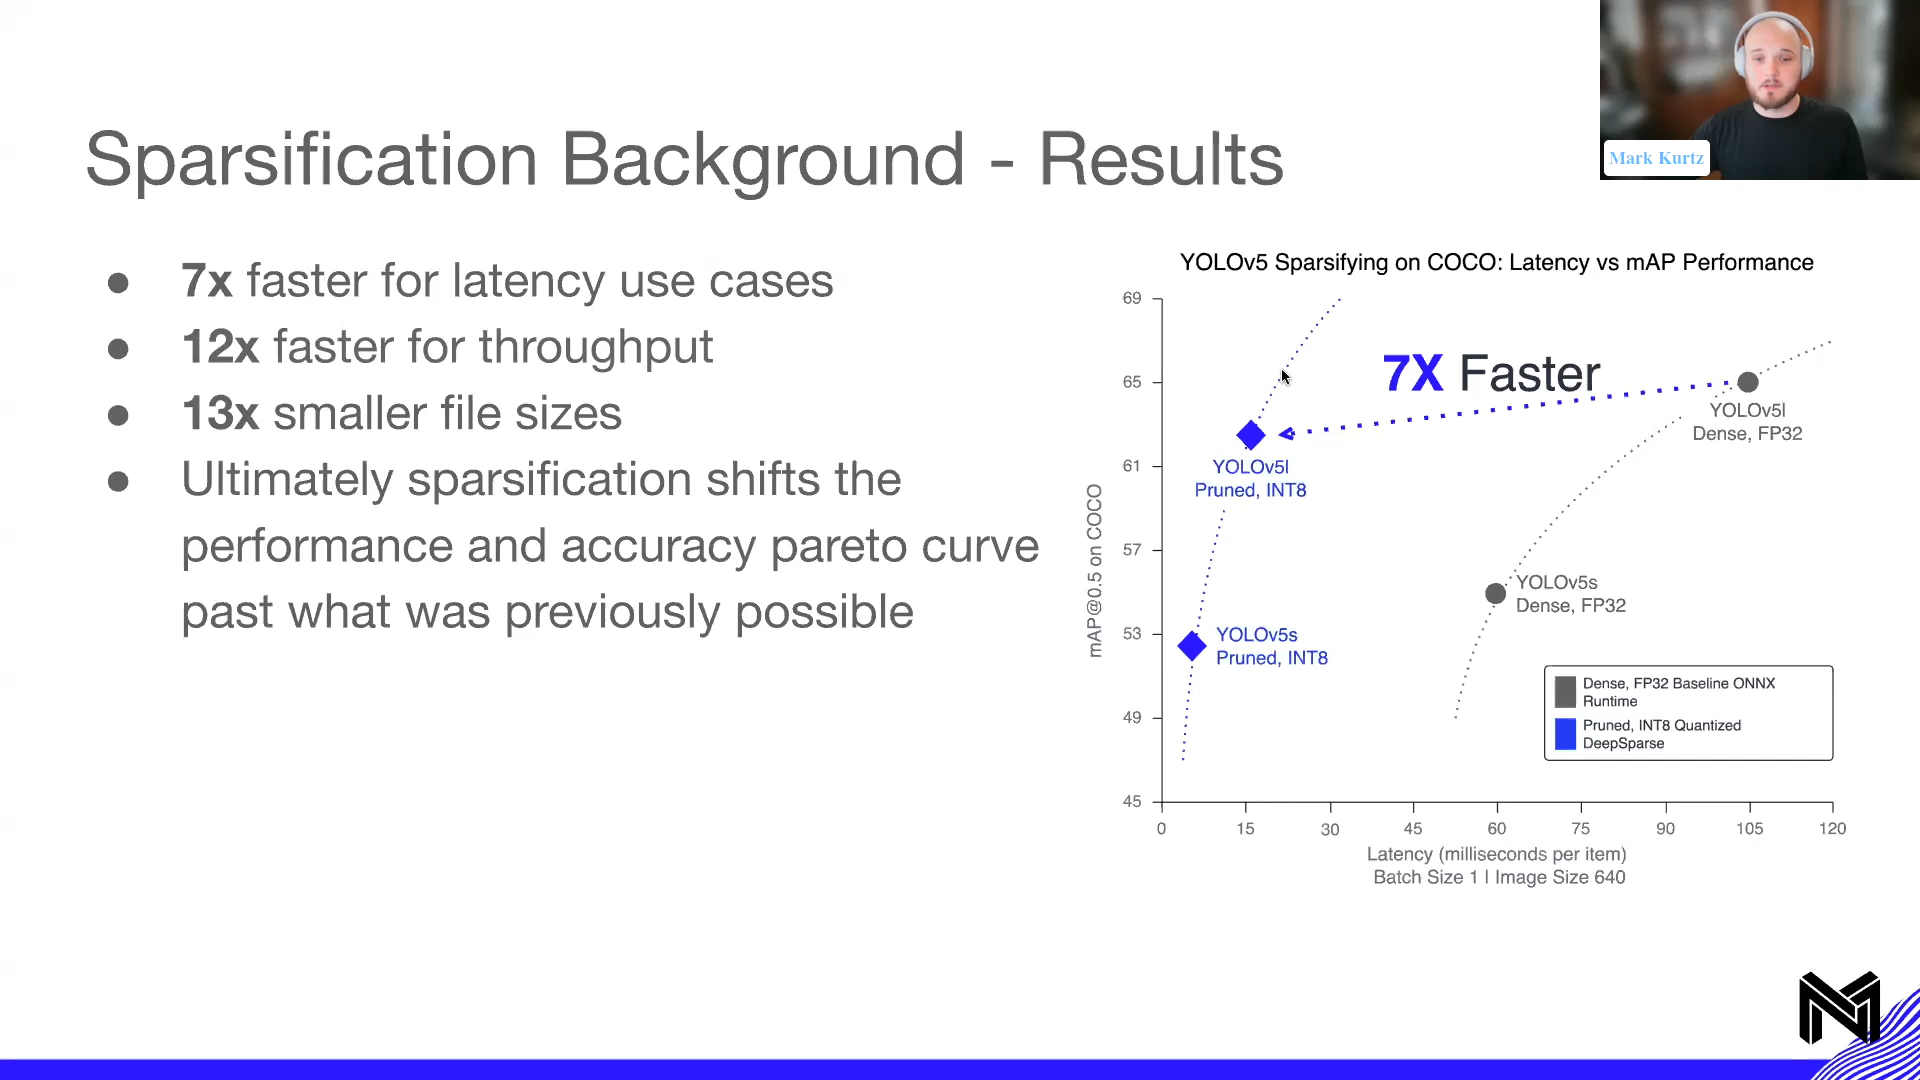 Mark Kurtz
Sparsification Background - Results
● 7x faster for latency use cases
● 12x faster for throughput
● 13x smaller file sizes
● Ultimately sparsification shifts the
performance and accuracy pareto curve
past what was previously possible
YOLOv5 Sparsifying on COCO: Latency vs mAP Performance
69
65
61
57
53
49
45
mAP@0.5 on COCO
7X Faster
YOLOv5l
Dense, FP32
YOLOv5l
Pruned, INT8
YOLOv5s
Dense, FP32
YOLOv5s
Pruned, INT8
Dense, FP32 Baseline ONNX
Runtime
Pruned, INT8 Quantized
DeepSparse
0 15 30 45 60 75 90 105 120
Latency (milliseconds per item)
Batch Size 1 | Image Size 640